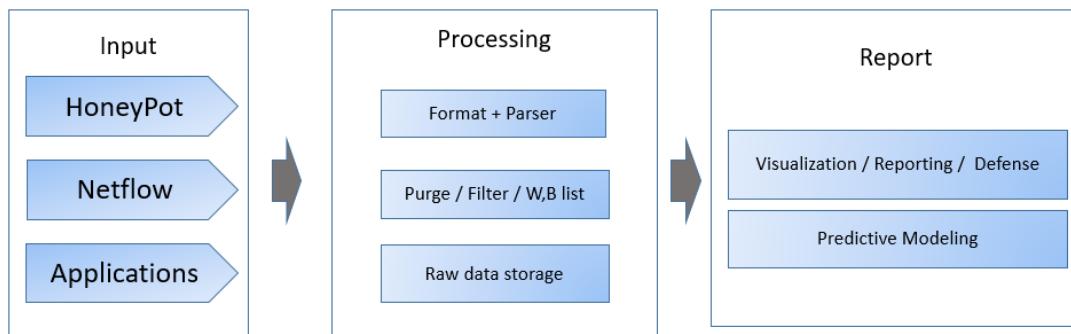 Input
HoneyPot
Netflow
Applications
Processing
Format + Parser
Purge / Filter / W,B list
Raw data storage
Report
Visualization / Reporting / Defense
Predictive Modeling